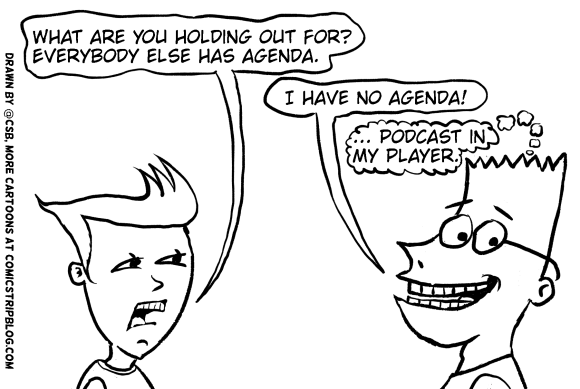 WHAT ARE YOU HOLDING OUT FOR?
EVERYBODY ELSE HAS AGENDA.
I HAVE NO AGENDA!
... PODCAST IN
MY PLAYER.
DRAWN BY @CSB, MORE CARTOONS AT COMICSTRIPBLOG.COM